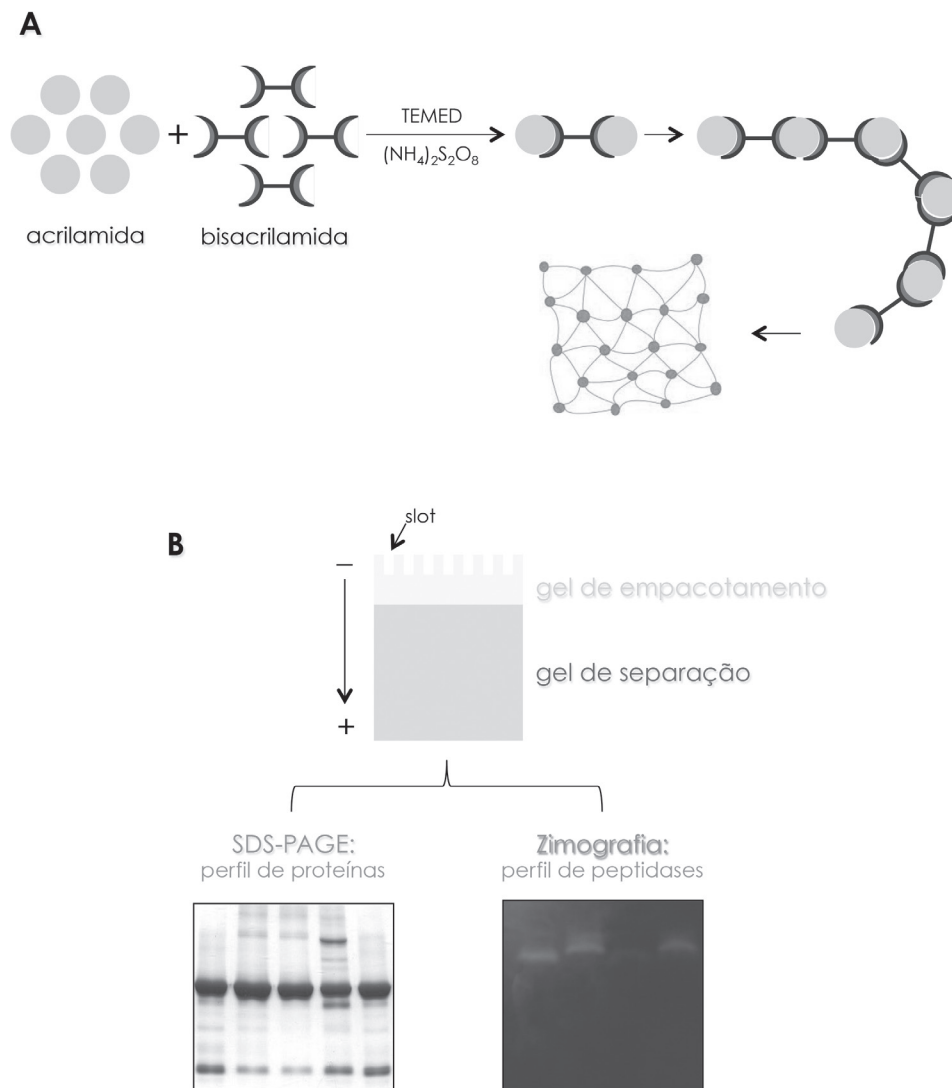 A
+
TEMED
(NH₄)₂S₂O₈
acrilamida
bisacrilamida
B
slot
−
gel de empacotamento
gel de separação
+
SDS-PAGE:
perfil de proteínas
Zimografia:
perfil de peptidases